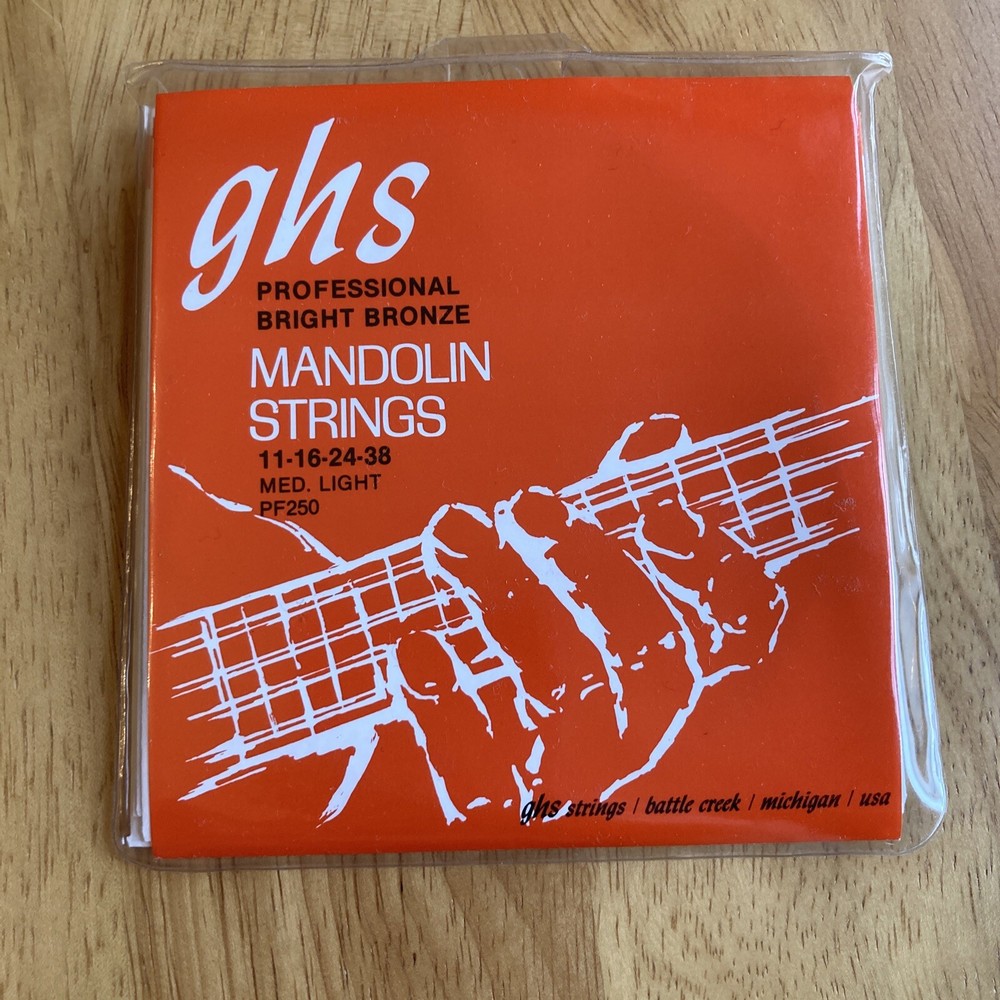 ghs
PROFESSIONAL
BRIGHT BRONZE
MANDOLIN
STRINGS
11-16-24-38
MED. LIGHT
PF250
ghs strings / battle creek / michigan / usa